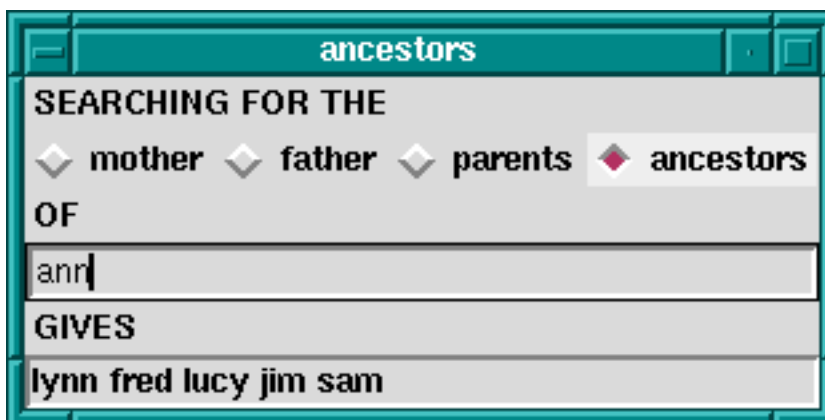 ancestors
SEARCHING FOR THE
mother father parents ancestors
OF
ann
GIVES
lynn fred lucy jim sam